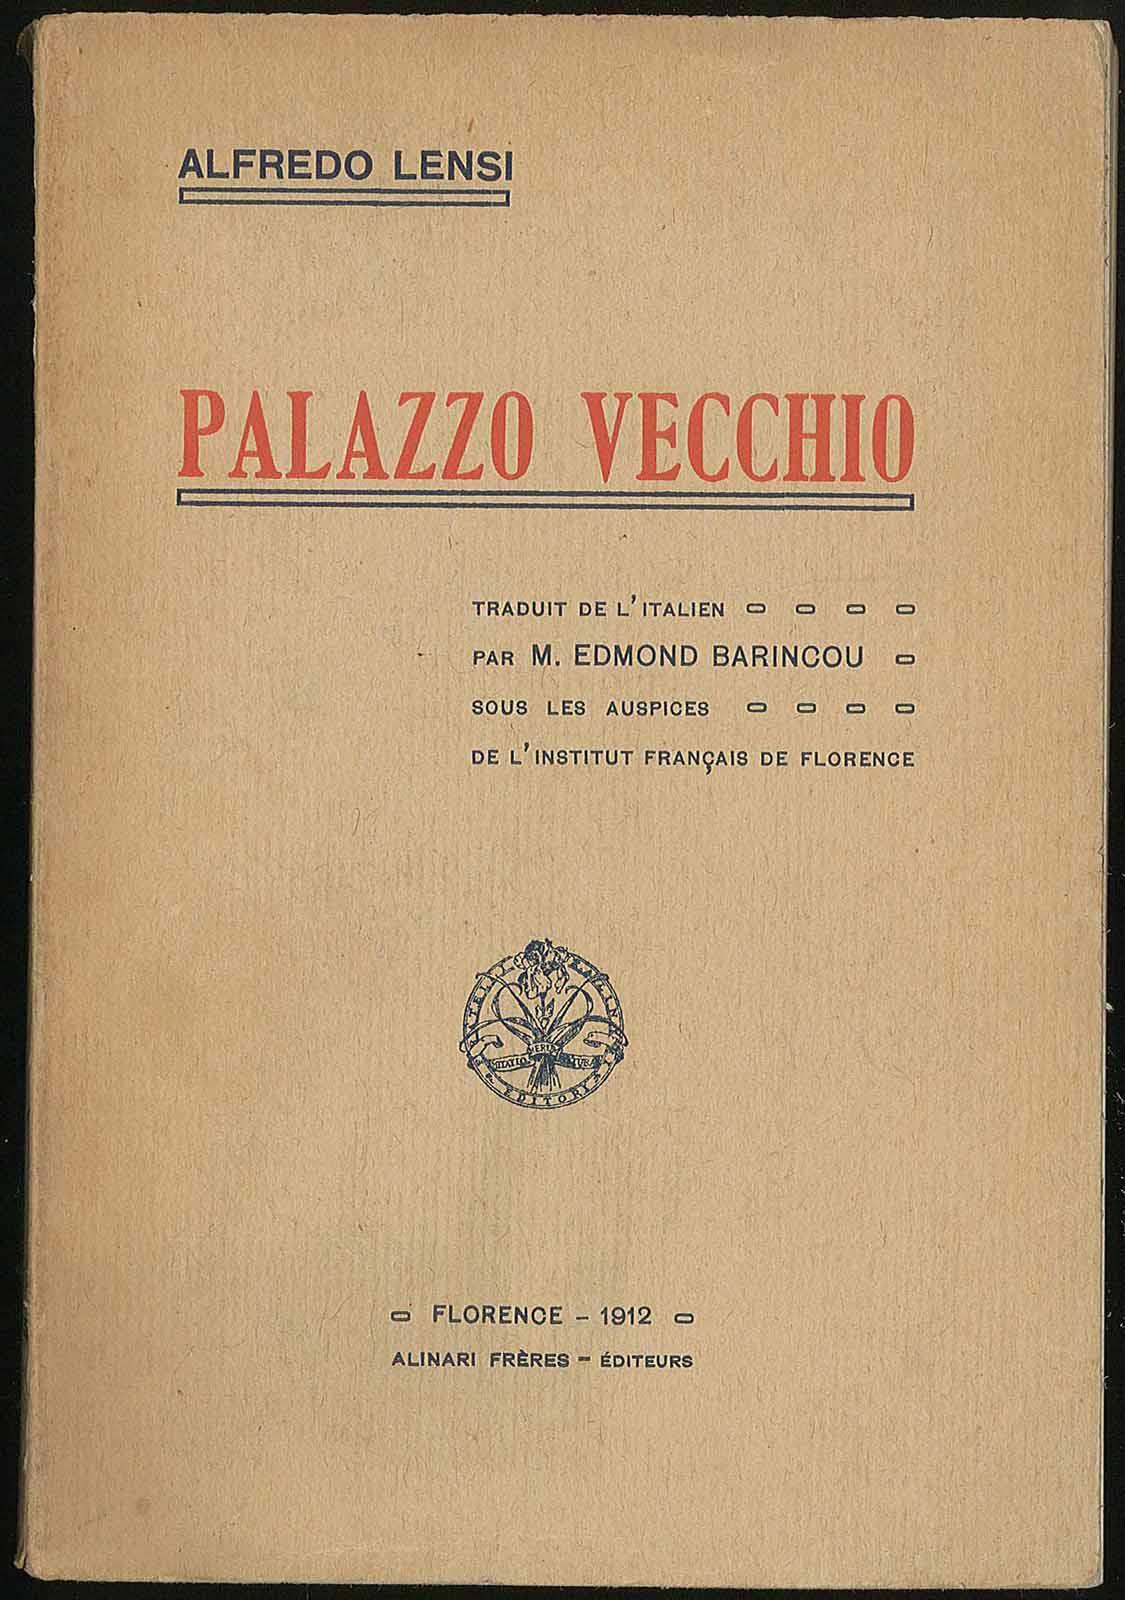 ALFREDO LENSI
PALAZZO VECCHIO
TRADUIT DE L'ITALIEN
PAR M. EDMOND BARINCOU
SOUS LES AUSPICES
DE L'INSTITUT FRANÇAIS DE FLORENCE
EDITORI
FLORENCE - 1912
ALINARI FRÈRES - ÉDITEURS